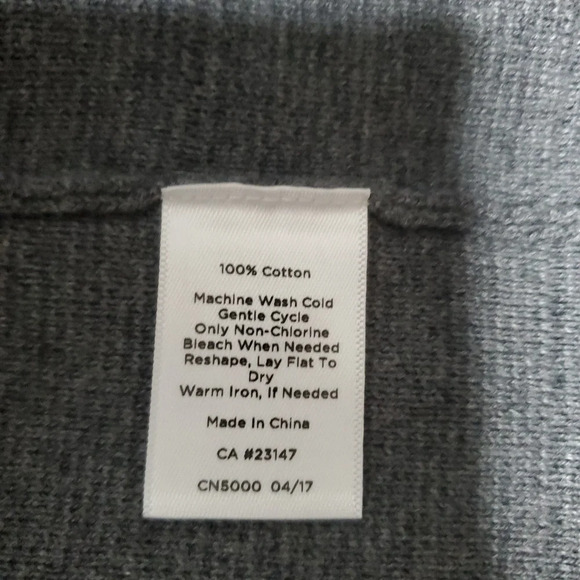 100% Cotton
Machine Wash Cold
Gentle Cycle
Only Non-Chlorine
Bleach When Needed
Reshape, Lay Flat To
Dry
Warm Iron, If Needed
Made In China
CA #23147
CN5000 04/17